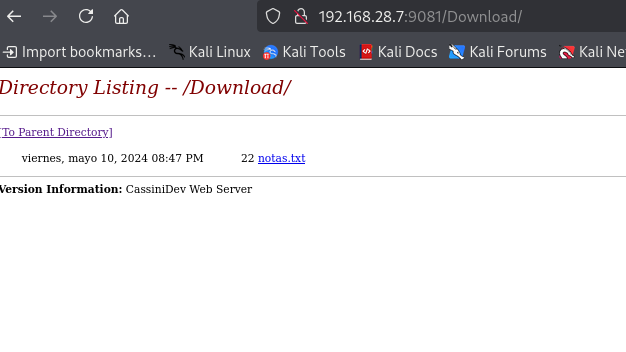 192.168.28.7:9081/Download/
Import bookmarks... Kali Linux Kali Tools Kali Docs Kali Forums Kali Ne
Directory Listing -- /Download/
[To Parent Directory]
viernes, mayo 10, 2024 08:47 PM 22 notas.txt
Version Information: CassiniDev Web Server